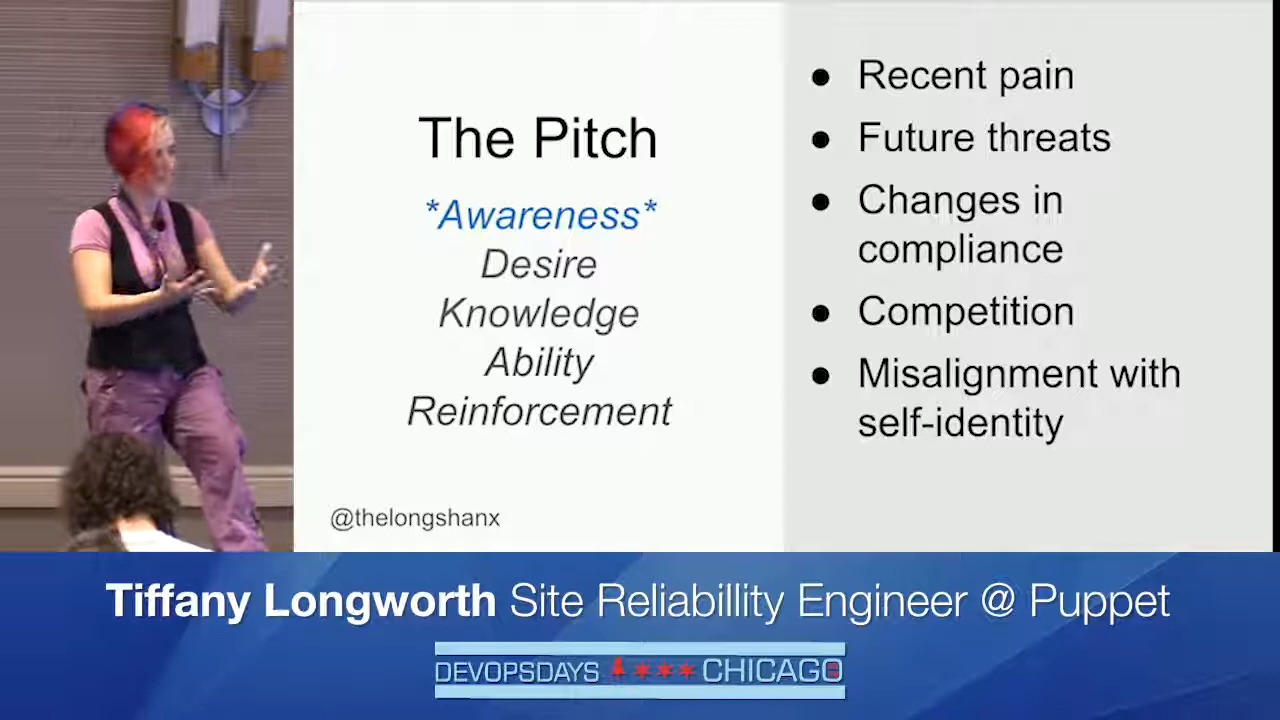 The Pitch
*Awareness*
Desire
Knowledge
Ability
Reinforcement
@thelongshanx
● Recent pain
● Future threats
● Changes in
compliance
● Competition
● Misalignment with
self-identity
Tiffany Longworth Site Reliabillity Engineer @ Puppet
DEVOPSDAYS CHICAGO